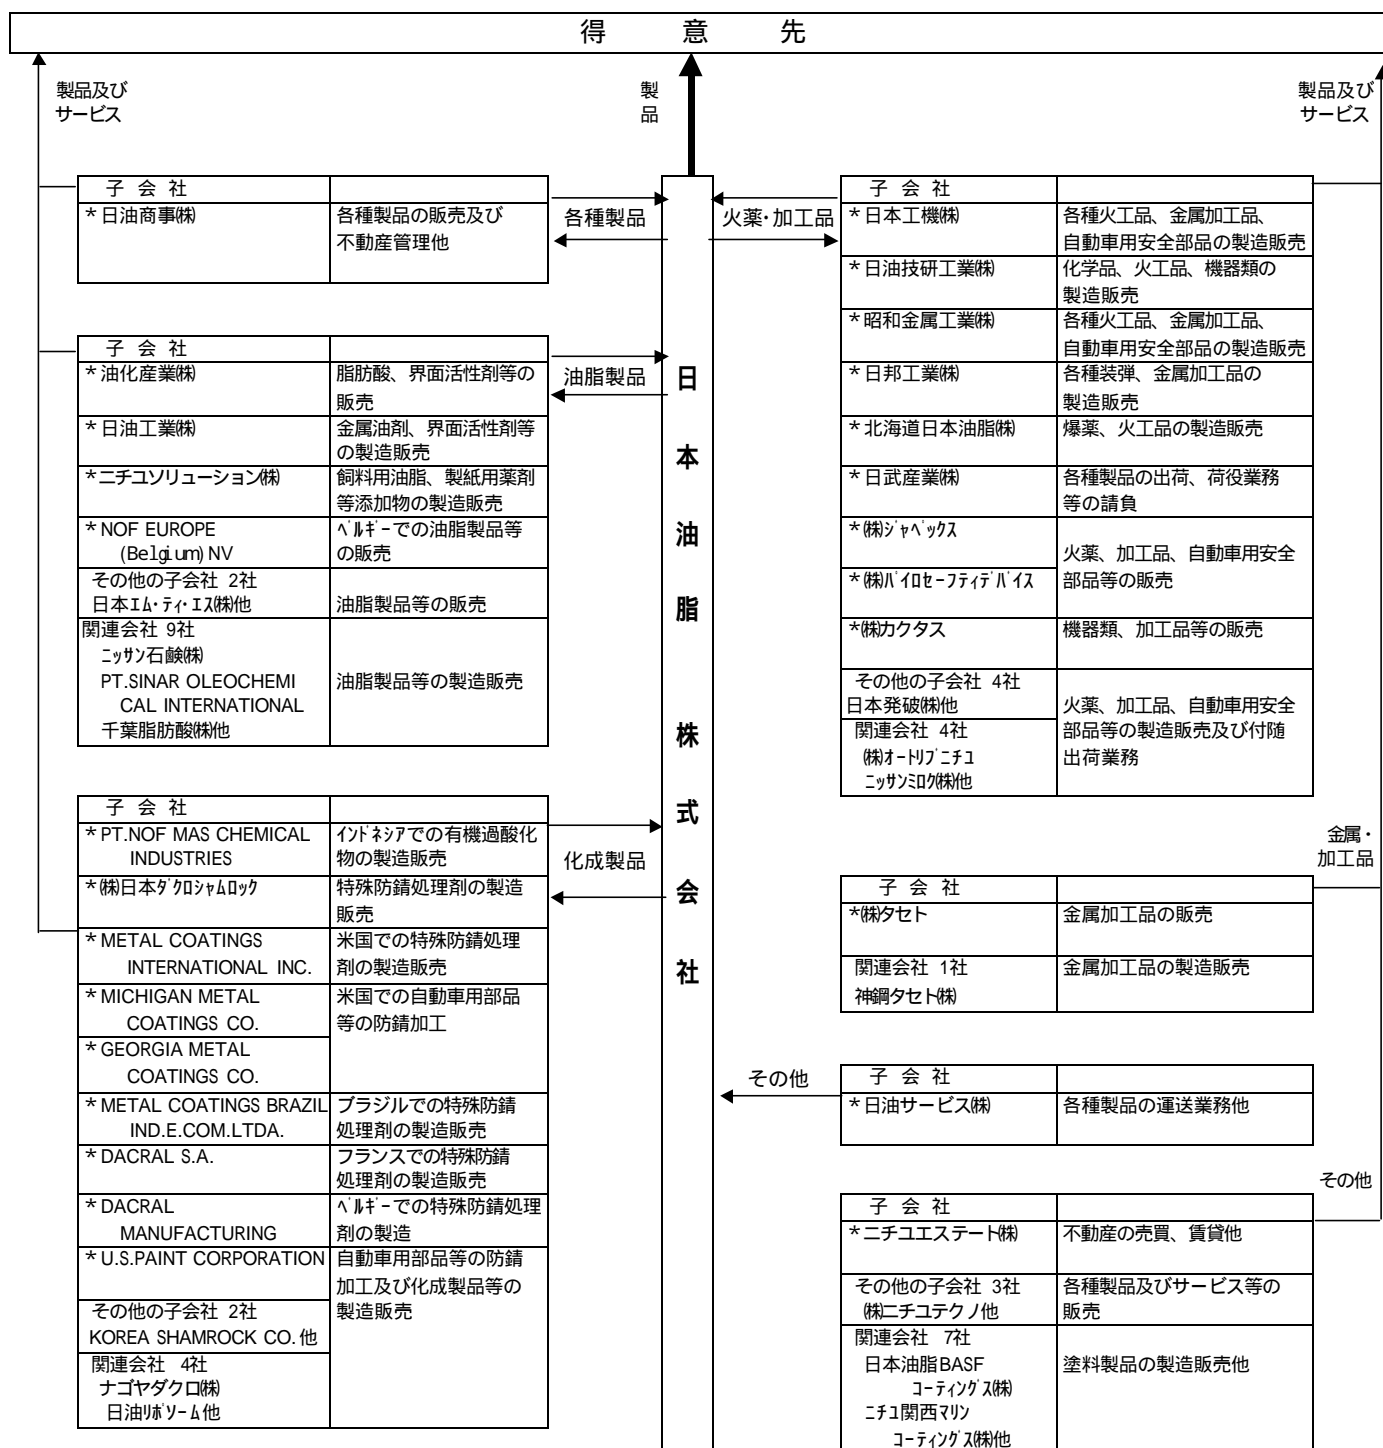 得意先
製品及び
サービス
製
品
製品及び
サービス
子会社
*日油商事㈱
各種製品の販売及び
不動産管理他
各種製品
子会社
*油化産業㈱
脂肪酸、界面活性剤等の
販売
*日油工業㈱
金属油剤、界面活性剤等
の製造販売
*ニチユソリューション㈱
飼料用油脂、製紙用薬剤
等添加物の製造販売
*NOF EUROPE
(Belgium) NV
ﾍﾞﾙｷﾞｰでの油脂製品等
の販売
その他の子会社 2社
日本ｴﾑ･ﾃｨ･ｴｽ㈱他
油脂製品等の販売
関連会社 9社
ﾆｯｻﾝ石鹸㈱
PT.SINAR OLEOCHEMI
CAL INTERNATIONAL
千葉脂肪酸㈱他
油脂製品等の製造販売
油脂製品
子会社
*PT.NOF MAS CHEMICAL
INDUSTRIES
ｲﾝﾄﾞﾈｼｱでの有機過酸化
物の製造販売
*㈱日本ﾀﾞｸﾛｼｬﾑﾛｯｸ
特殊防錆処理剤の製造
販売
*METAL COATINGS
INTERNATIONAL INC.
米国での特殊防錆処理
剤の製造販売
*MICHIGAN METAL
COATINGS CO.
米国での自動車用部品
等の防錆加工
*GEORGIA METAL
COATINGS CO.
*METAL COATINGS BRAZIL
IND.E.COM.LTDA.
ブラジルでの特殊防錆
処理剤の製造販売
*DACRAL S.A.
フランスでの特殊防錆
処理剤の製造販売
*DACRAL
MANUFACTURING
ﾍﾞﾙｷﾞｰでの特殊防錆処理
剤の製造
*U.S.PAINT CORPORATION
自動車用部品等の防錆
加工及び化成製品等の
製造販売
その他の子会社 2社
KOREA SHAMROCK CO.他
関連会社 4社
ナゴヤダクロ㈱
日油ﾘﾎﾟｿｰﾑ他
化成製品
日本油脂株式会社
火薬・加工品
子会社
*日本工機㈱
各種火工品、金属加工品、
自動車用安全部品の製造販売
*日油技研工業㈱
化学品、火工品、機器類の
製造販売
*昭和金属工業㈱
各種火工品、金属加工品、
自動車用安全部品の製造販売
*日邦工業㈱
各種装弾、金属加工品の
製造販売
*北海道日本油脂㈱
爆薬、火工品の製造販売
*日武産業㈱
各種製品の出荷、荷役業務
等の請負
*㈱ｼﾞｬﾍﾟｯｸｽ
*㈱ﾊﾟｲﾛｾｰﾌﾃｨﾃﾞﾊﾞｲｽ
火薬、加工品、自動車用安全
部品等の販売
*㈱カクタス
機器類、加工品等の販売
その他の子会社 4社
日本発破㈱他
関連会社 4社
㈱ｵｰﾄﾘﾌﾞﾆﾁﾕ
ﾆｯｻﾝﾐﾛｸ㈱他
火薬、加工品、自動車用安全
部品等の製造販売及び付随
出荷業務
金属・
加工品
子会社
*㈱タセト
金属加工品の販売
関連会社 1社
神鋼タセト㈱
金属加工品の製造販売
その他
子会社
*日油サービス㈱
各種製品の運送業務他
その他
子会社
*ニチユエステート㈱
不動産の売買、賃貸他
その他の子会社 3社
㈱ニチユテクノ他
各種製品及びサービス等の
販売
関連会社 7社
日本油脂BASF
ｺｰﾃｨﾝｸﾞｽ㈱
ﾆﾁﾕ関西ﾏﾘﾝ
ｺｰﾃｨﾝｸﾞｽ㈱他
塗料製品の製造販売他